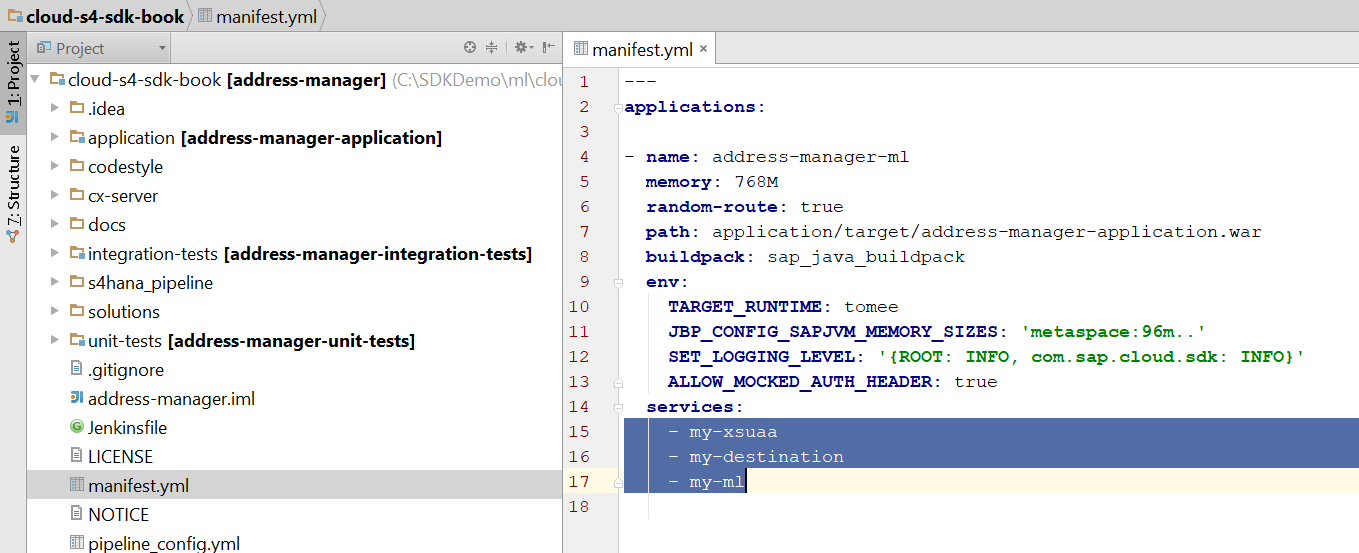 cloud-s4-sdk-book manifest.yml
1: Project
7: Structure
Project
cloud-s4-sdk-book [address-manager] (C:\SDKDemo\ml\clou
.idea
application [address-manager-application]
codestyle
cx-server
docs
integration-tests [address-manager-integration-tests]
s4hana_pipeline
solutions
unit-tests [address-manager-unit-tests]
.gitignore
address-manager.iml
Jenkinsfile
LICENSE
manifest.yml
NOTICE
pipeline_config.yml
manifest.yml ×
1 ---
2 applications:
3
4 - name: address-manager-ml
5 memory: 768M
6 random-route: true
7 path: application/target/address-manager-application.war
8 buildpack: sap_java_buildpack
9 env:
10 TARGET_RUNTIME: tomee
11 JBP_CONFIG_SAPJVM_MEMORY_SIZES: 'metaspace:96m..'
12 SET_LOGGING_LEVEL: '{ROOT: INFO, com.sap.cloud.sdk: INFO}'
13 ALLOW_MOCKED_AUTH_HEADER: true
14 services:
15 - my-xsuaa
16 - my-destination
17 - my-ml
18